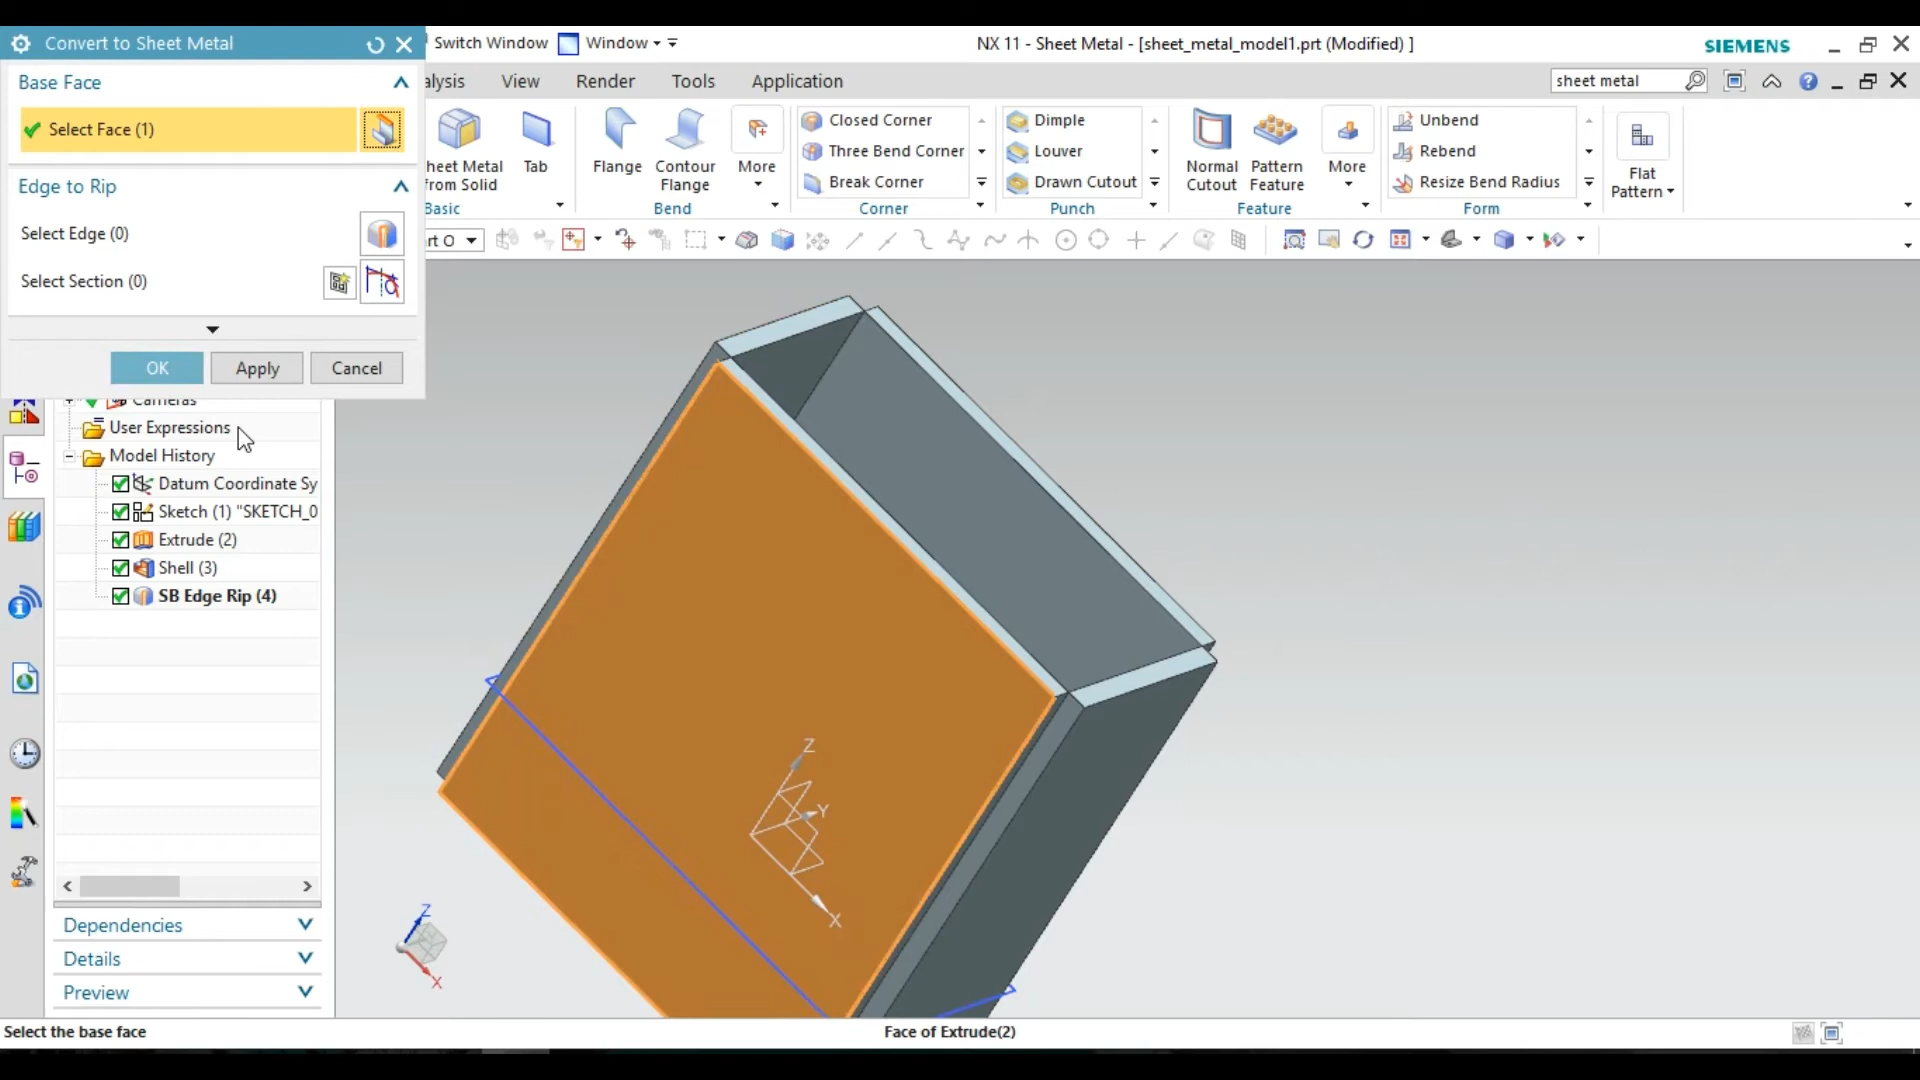 Convert to Sheet Metal
Switch Window
Window
NX 11 - Sheet Metal - [sheet_metal_model1.prt (Modified) ]
SIEMENS
Base Face
alysis
View
Render
Tools
Application
sheet metal
Select Face (1)
Edge to Rip
Select Edge (0)
Select Section (0)
OK
Apply
Cancel
heet Metal
from Solid
Tab
Basic
Flange
Contour
Flange
More
Bend
Closed Corner
Three Bend Corner
Break Corner
Corner
Dimple
Louver
Drawn Cutout
Punch
Normal
Cutout
Pattern
Feature
More
Feature
Unbend
Rebend
Resize Bend Radius
Form
Flat
Pattern
rt O
Cameras
User Expressions
Model History
Datum Coordinate Sy
Sketch (1) "SKETCH_0
Extrude (2)
Shell (3)
SB Edge Rip (4)
Dependencies
Details
Preview
Z
Y
X
Z
X
Select the base face
Face of Extrude(2)